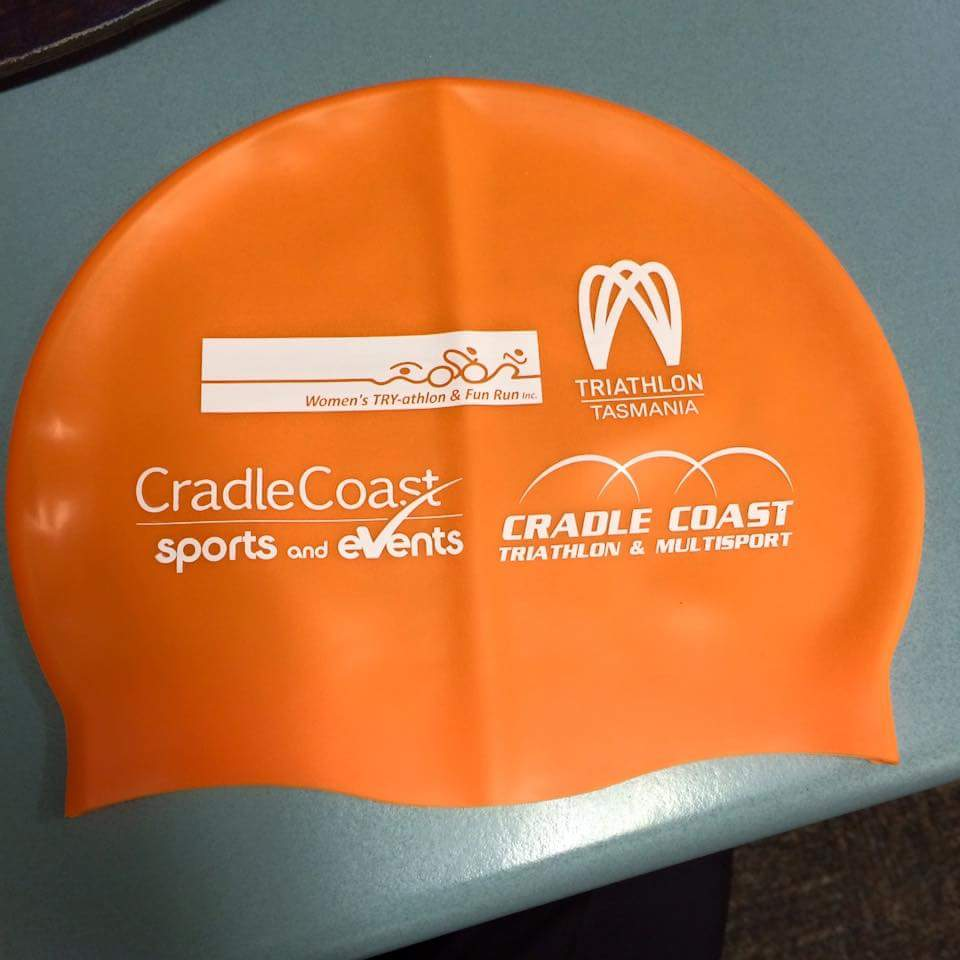 Women's TRY-athlon & Fun Run Inc.
TRIATHLON
TASMANIA
CradleCoast
sports and eVents
CRADLE COAST
TRIATHLON & MULTISPORT